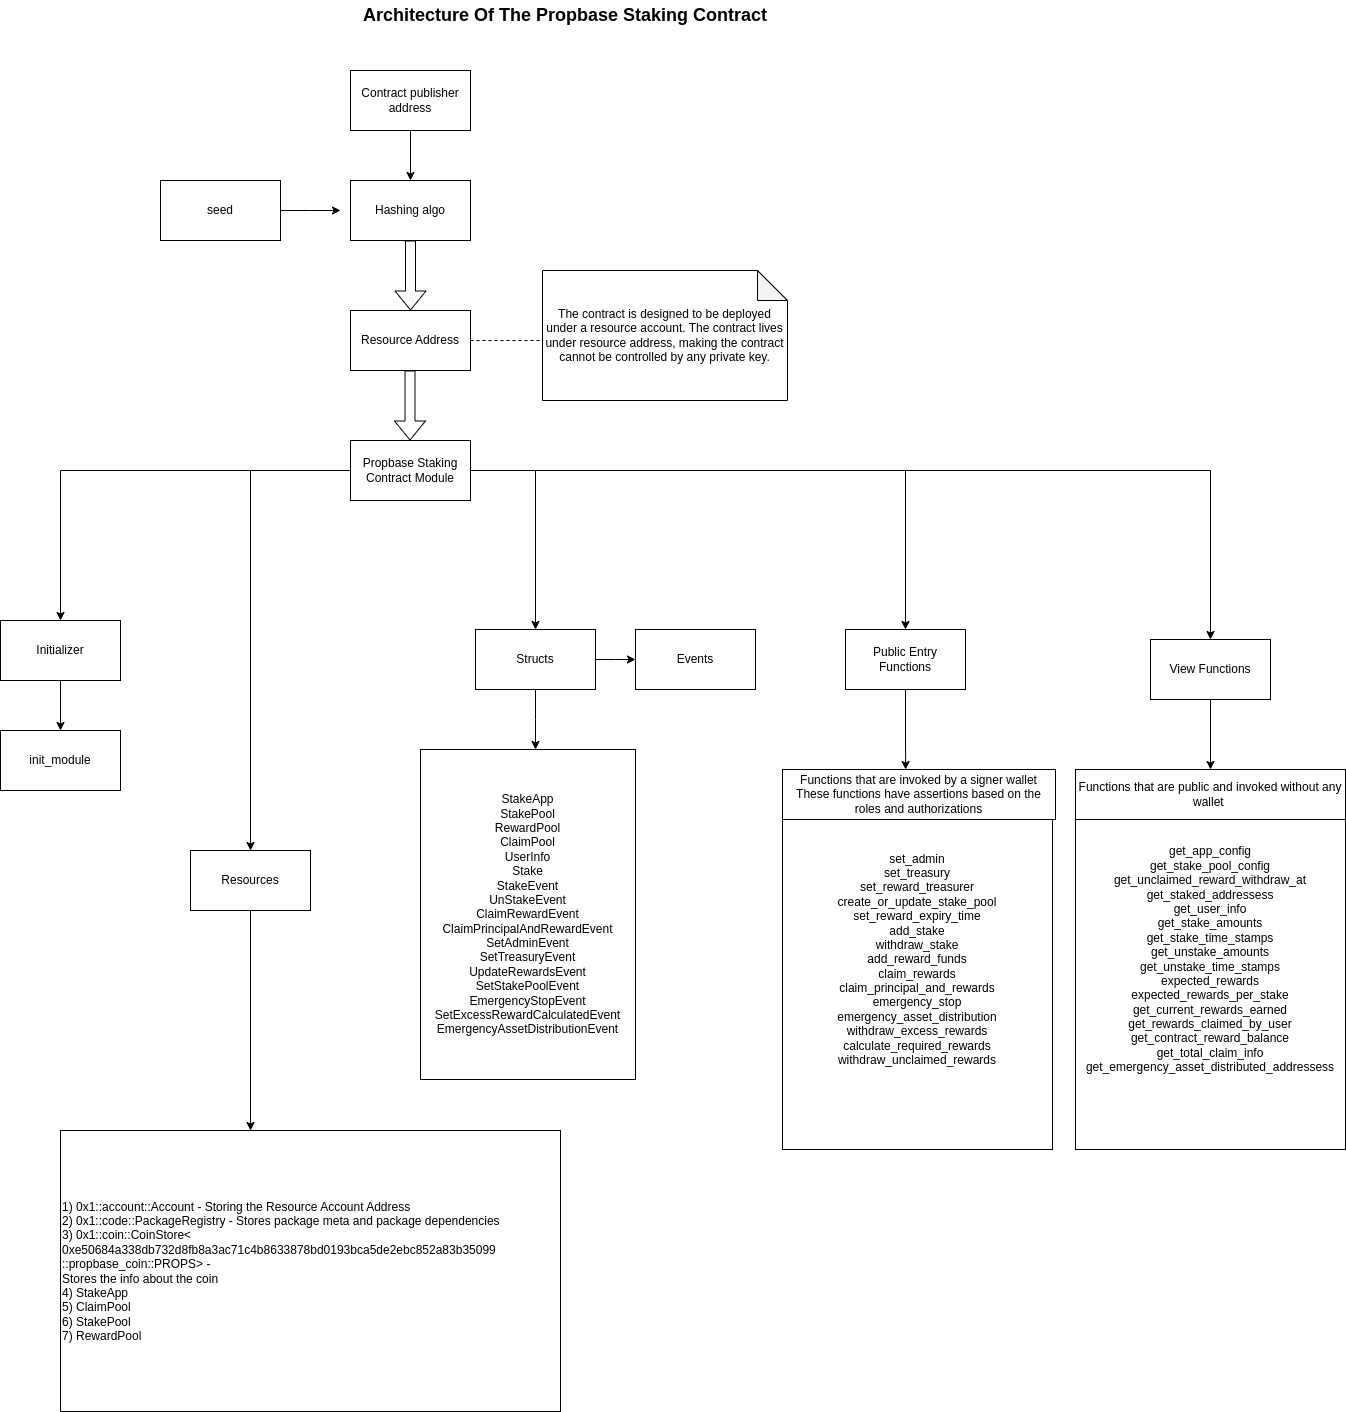 Architecture Of The Propbase Staking Contract
Contract publisher
address
seed
Hashing algo
Resource Address
The contract is designed to be deployed
under a resource account. The contract lives
under resource address, making the contract
cannot be controlled by any private key.
Propbase Staking
Contract Module
Initializer
init_module
Resources
1) 0x1::account::Account - Storing the Resource Account Address
2) 0x1::code::PackageRegistry - Stores package meta and package dependencies
3) 0x1::coin::CoinStore<
0xe50684a338db732d8fb8a3ac71c4b8633878bd0193bca5de2ebc852a83b35099
::propbase_coin::PROPS> -
Stores the info about the coin
4) StakeApp
5) ClaimPool
6) StakePool
7) RewardPool
Structs
Events
StakeApp
StakePool
RewardPool
ClaimPool
UserInfo
Stake
StakeEvent
UnStakeEvent
ClaimRewardEvent
ClaimPrincipalAndRewardEvent
SetAdminEvent
SetTreasuryEvent
UpdateRewardsEvent
SetStakePoolEvent
EmergencyStopEvent
SetExcessRewardCalculatedEvent
EmergencyAssetDistributionEvent
Public Entry
Functions
Functions that are invoked by a signer wallet
These functions have assertions based on the
roles and authorizations
set_admin
set_treasury
set_reward_treasurer
create_or_update_stake_pool
set_reward_expiry_time
add_stake
withdraw_stake
add_reward_funds
claim_rewards
claim_principal_and_rewards
emergency_stop
emergency_asset_distribution
withdraw_excess_rewards
calculate_required_rewards
withdraw_unclaimed_rewards
View Functions
Functions that are public and invoked without any
wallet
get_app_config
get_stake_pool_config
get_unclaimed_reward_withdraw_at
get_staked_addressess
get_user_info
get_stake_amounts
get_stake_time_stamps
get_unstake_amounts
get_unstake_time_stamps
expected_rewards
expected_rewards_per_stake
get_current_rewards_earned
get_rewards_claimed_by_user
get_contract_reward_balance
get_total_claim_info
get_emergency_asset_distributed_addressess